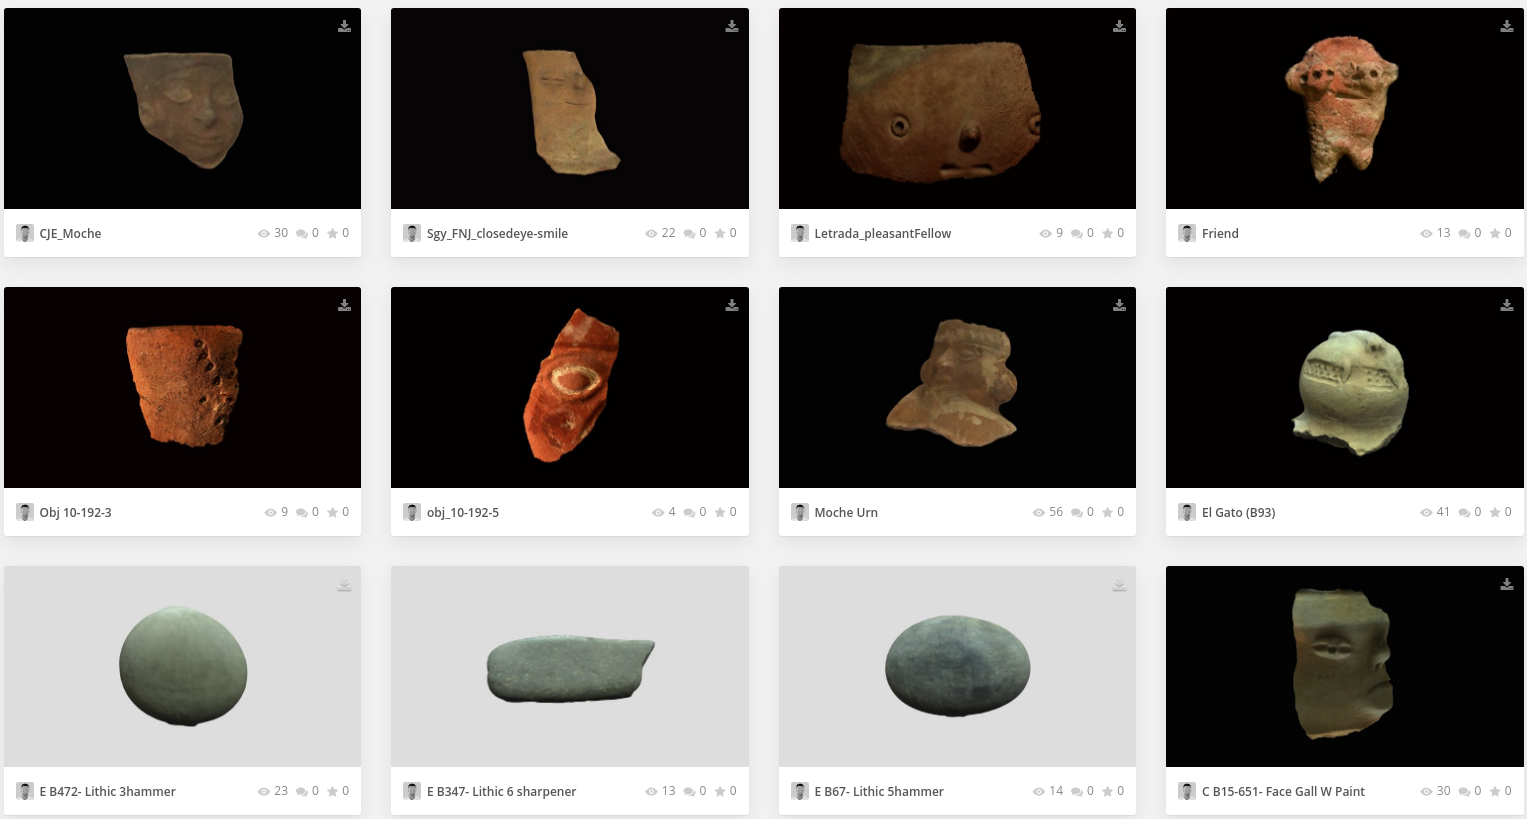 CJE_Moche 30 0 0
Sgy_FNJ_closedeye-smile 22 0 0
Letrada_pleasantFellow 9 0 0
Friend 13 0 0
Obj 10-192-3 9 0 0
obj_10-192-5 4 0 0
Moche Urn 56 0 0
El Gato (B93) 41 0 0
E B472- Lithic 3hammer 23 0 0
E B347- Lithic 6 sharpener 13 0 0
E B67- Lithic 5hammer 14 0 0
C B15-651- Face Gall W Paint 30 0 0